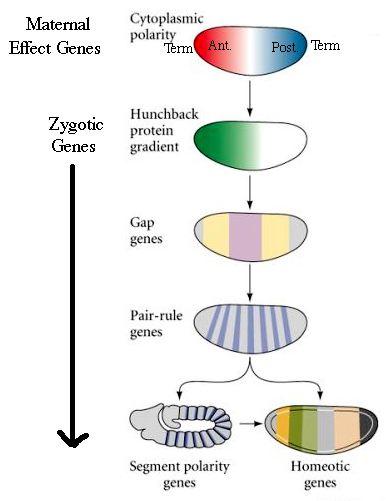 Maternal
Effect Genes
Cytoplasmic
polarity
Term
Ant.
Post.
Term
Zygotic
Genes
Hunchback
protein
gradient
Gap
genes
Pair-rule
genes
Segment polarity
genes
Homeotic
genes